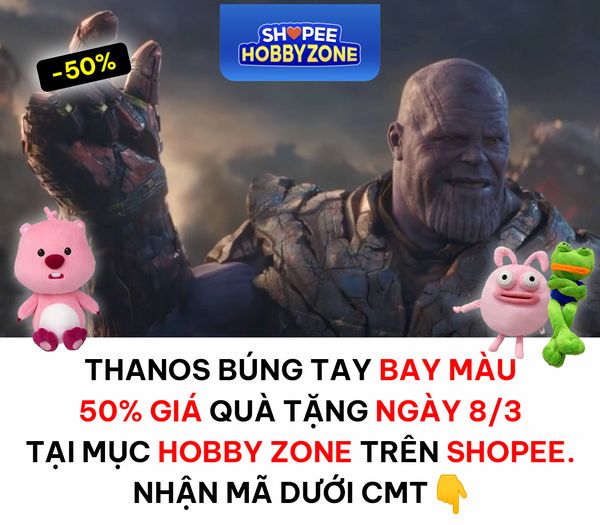 SHOPEE
HOBBYZONE
-50%
THANOS BÚNG TAY BAY MÀU
50% GIÁ QUÀ TẶNG NGÀY 8/3
TẠI MỤC HOBBY ZONE TRÊN SHOPEE.
NHẬN MÃ DƯỚI CMT👇